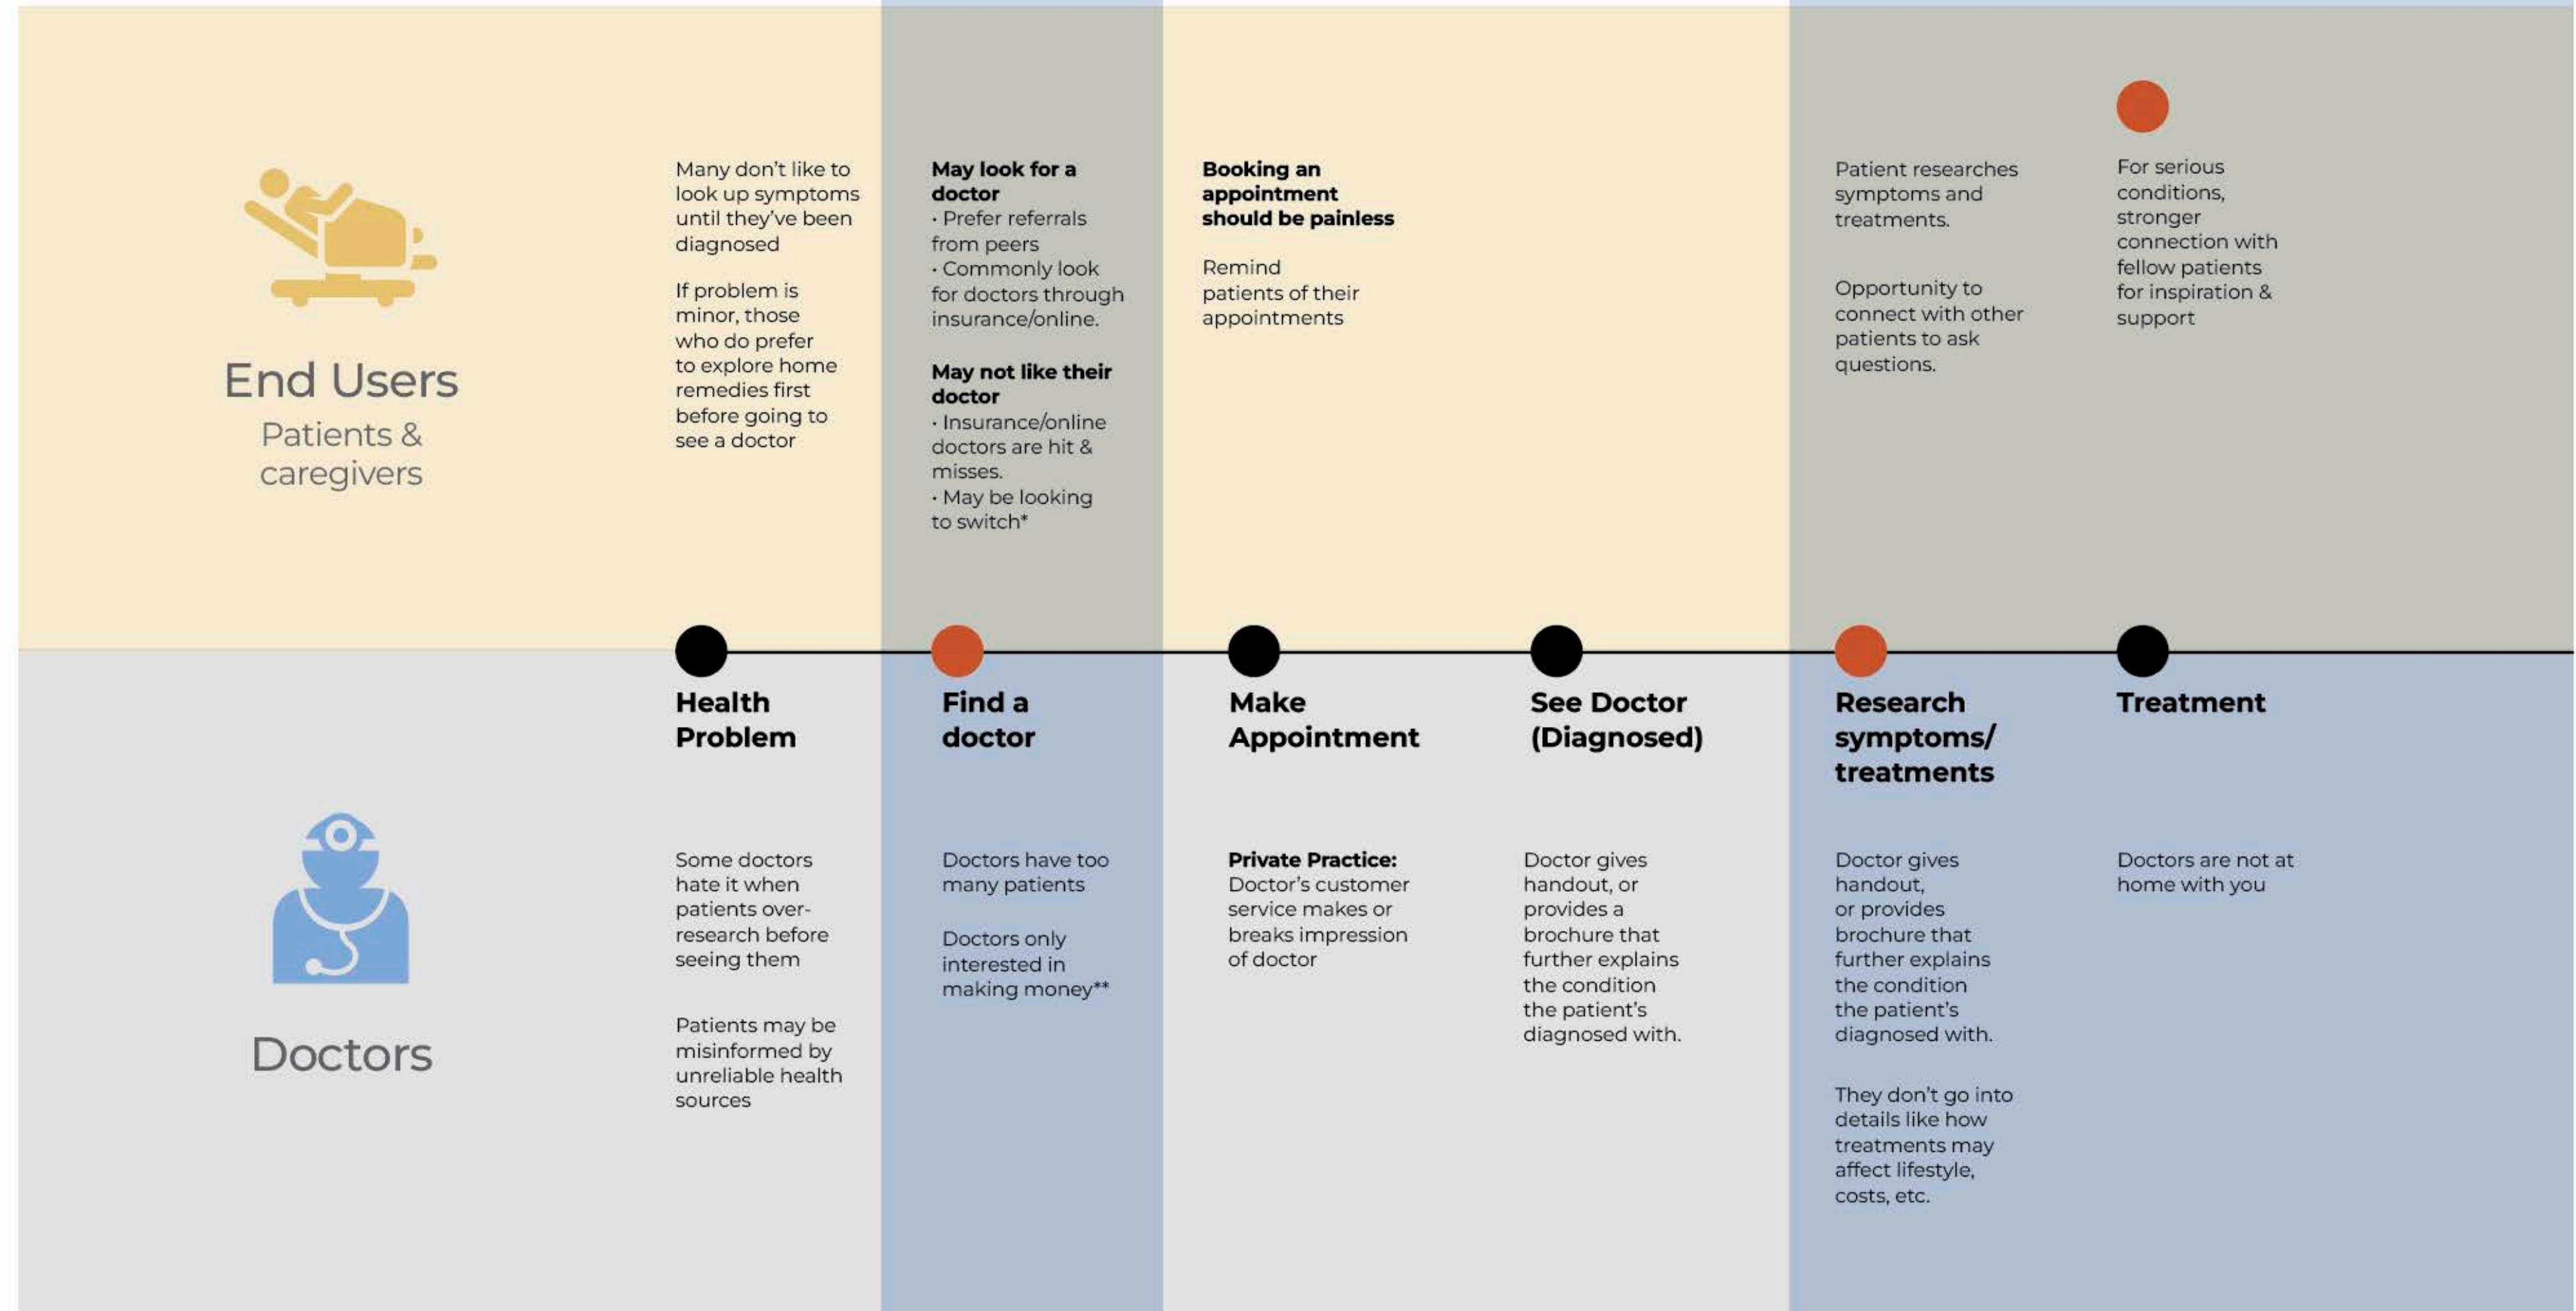 End Users
Patients &
caregivers
Many don't like to
look up symptoms
until they've been
diagnosed
If problem is
minor, those
who do prefer
to explore home
remedies first
before going to
see a doctor
May look for a
doctor
· Prefer referrals
from peers
· Commonly look
for doctors through
insurance/online.
May not like their
doctor
· Insurance/online
doctors are hit &
misses.
· May be looking
to switch*
Booking an
appointment
should be painless
Remind
patients of their
appointments
Patient researches
symptoms and
treatments.
Opportunity to
connect with other
patients to ask
questions.
For serious
conditions,
stronger
connection with
fellow patients
for inspiration &
support
Health
Problem
Find a
doctor
Make
Appointment
See Doctor
(Diagnosed)
Research
symptoms/
treatments
Treatment
Doctors
Some doctors
hate it when
patients over-
research before
seeing them
Patients may be
misinformed by
unreliable health
sources
Doctors have too
many patients
Doctors only
interested in
making money**
Private Practice:
Doctor's customer
service makes or
breaks impression
of doctor
Doctor gives
handout, or
provides a
brochure that
further explains
the condition
the patient's
diagnosed with.
Doctor gives
handout,
or provides
brochure that
further explains
the condition
the patient's
diagnosed with.
They don't go into
details like how
treatments may
affect lifestyle,
costs, etc.
Doctors are not at
home with you